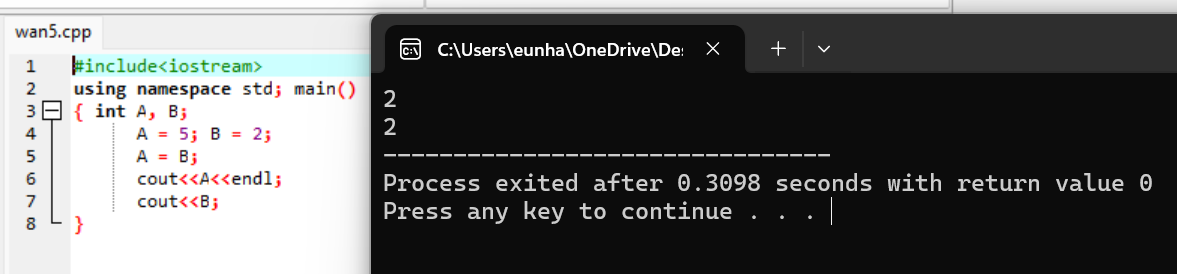 wan5.cpp
1 #include<iostream>
2 using namespace std; main()
3 { int A, B;
4 A = 5; B = 2;
5 A = B;
6 cout<<A<<endl;
7 cout<<B;
8 }
C:\Users\eunha\OneDrive\De
2
2
--------------------------------
Process exited after 0.3098 seconds with return value 0
Press any key to continue . . .